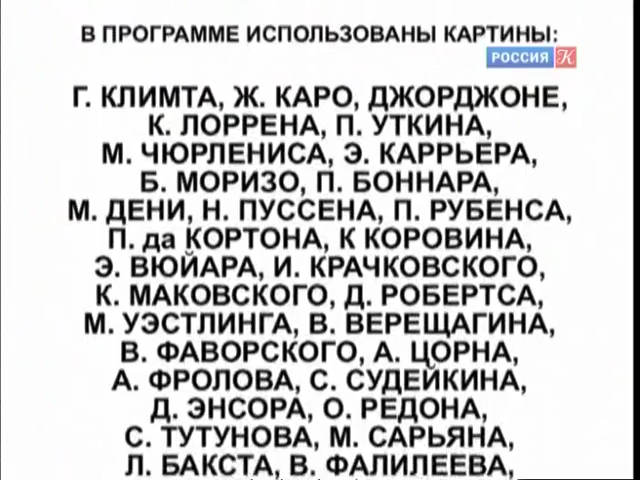 В ПРОГРАММЕ ИСПОЛЬЗОВАНЫ КАРТИНЫ:
РОССИЯ К
Г. КЛИМТА, Ж. КАРО, ДЖОРДЖОНЕ,
К. ЛОРРЕНА, П. УТКИНА,
М. ЧЮРЛЕНИСА, Э. КАРРЬЕРА,
Б. МОРИЗО, П. БОННАРА,
М. ДЕНИ, Н. ПУССЕНА, П. РУБЕНСА,
П. да КОРТОНА, К КОРОВИНА,
Э. ВЮЙАРА, И. КРАЧКОВСКОГО,
К. МАКОВСКОГО, Д. РОБЕРТСА,
М. УЭСТЛИНГА, В. ВЕРЕЩАГИНА,
В. ФАВОРСКОГО, А. ЦОРНА,
А. ФРОЛОВА, С. СУДЕЙКИНА,
Д. ЭНСОРА, О. РЕДОНА,
С. ТУТУНОВА, М. САРЬЯНА,
Л. БАКСТА, В. ФАЛИЛЕЕВА,